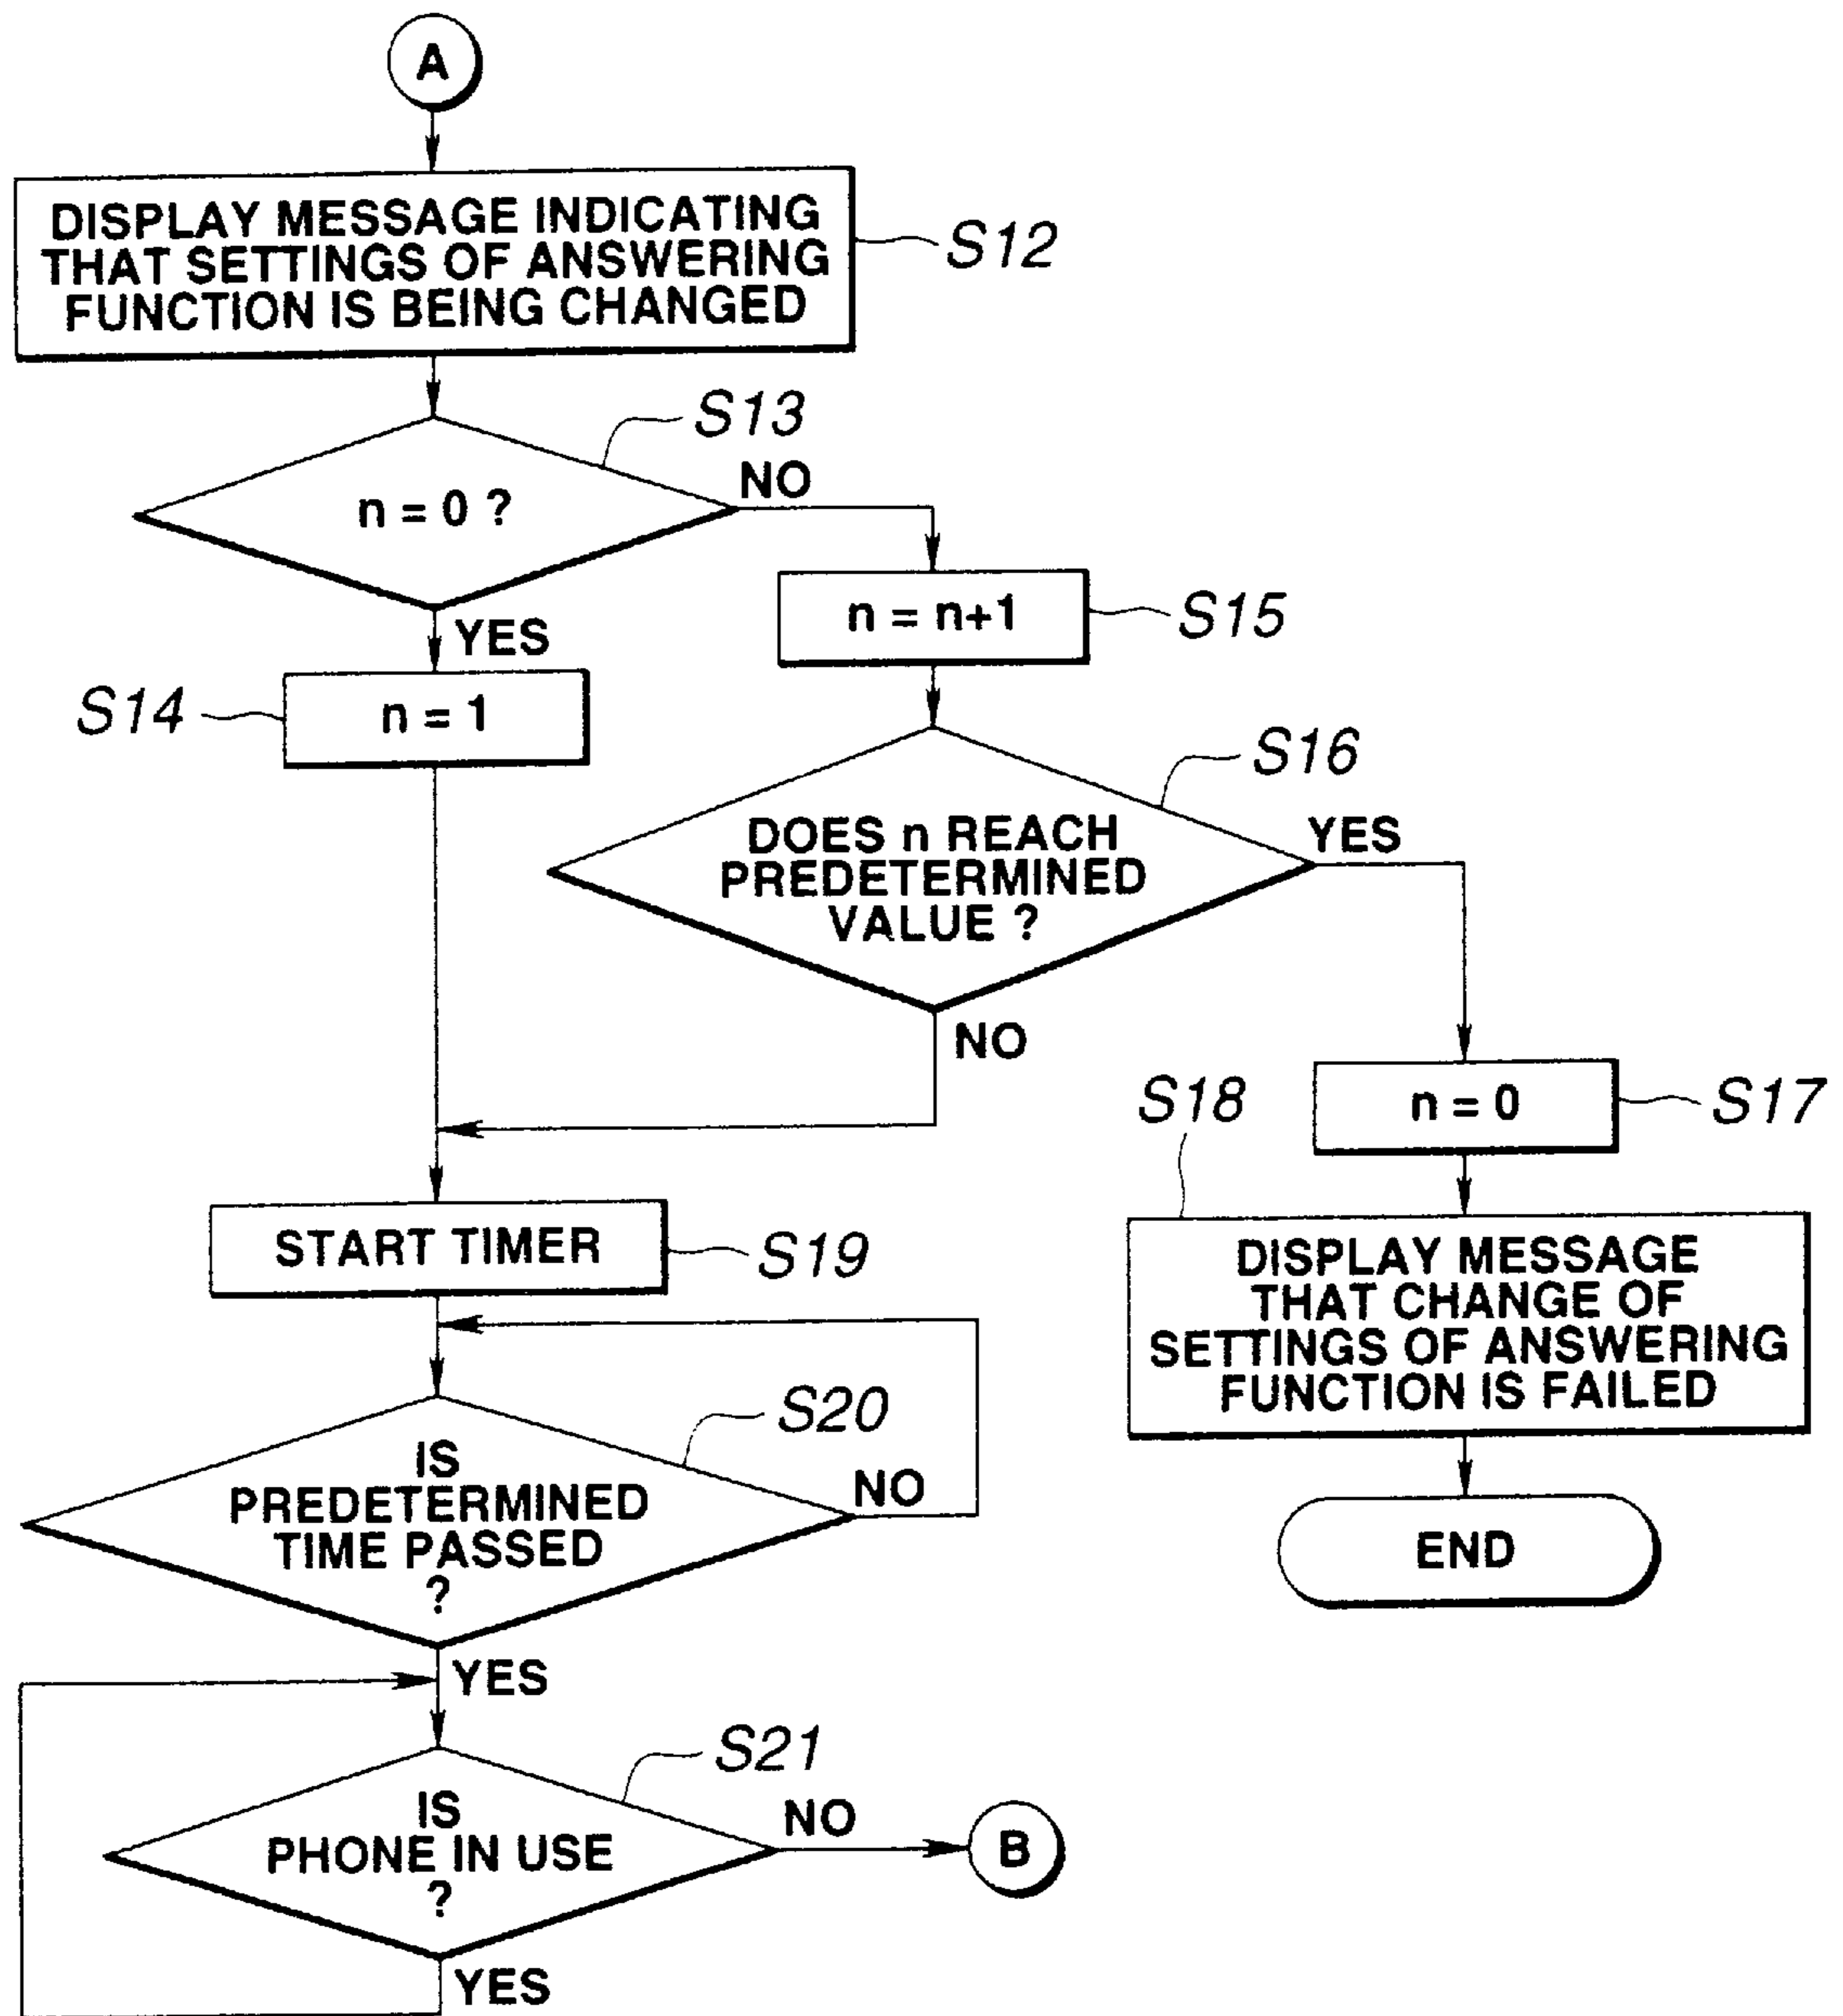 A
DISPLAY MESSAGE INDICATING
THAT SETTINGS OF ANSWERING
FUNCTION IS BEING CHANGED
S12
S13
n = 0 ?
NO
YES
n = n+1
S15
S14
n = 1
S16
DOES n REACH
PREDETERMINED
VALUE ?
YES
NO
n = 0
S17
S18
DISPLAY MESSAGE
THAT CHANGE OF
SETTINGS OF ANSWERING
FUNCTION IS FAILED
END
START TIMER
S19
S20
IS
PREDETERMINED
TIME PASSED
?
NO
YES
S21
IS
PHONE IN USE
?
NO
B
YES